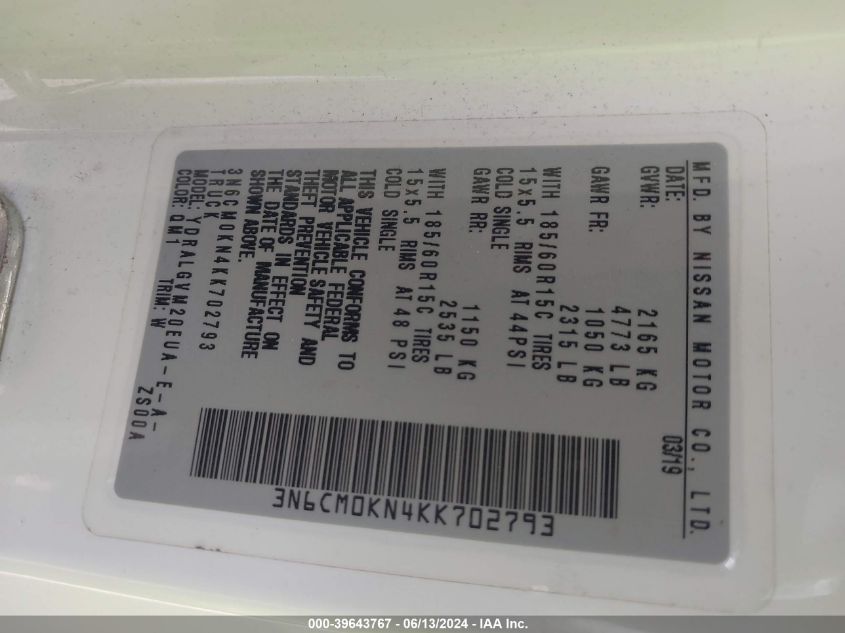 MFD. BY NISSAN MOTOR CO., LTD.
DATE: 03/19
GVWR: 2165 KG
4773 LB
GAWR FR: 1050 KG
2315 LB
WITH 185/60R15C TIRES
15x5.5 RIMS AT 44PSI
COLD SINGLE
GAWR RR: 1150 KG
2535 LB
WITH 185/60R15C TIRES
15x5.5 RIMS AT 48 PSI
COLD SINGLE
THIS VEHICLE CONFORMS TO
ALL APPLICABLE FEDERAL
MOTOR VEHICLE SAFETY AND
THEFT PREVENTION
STANDARDS IN EFFECT ON
THE DATE OF MANUFACTURE
SHOWN ABOVE.
3N6CM0KN4KK702793
TRUCK
MODEL: YDRALGVM20EUA-E-A-
ZS00A
COLOR: QM1 TRIM: W
3N6CM0KN4KK702793
000-39643767 / 06/13/2024 - IAA Inc.